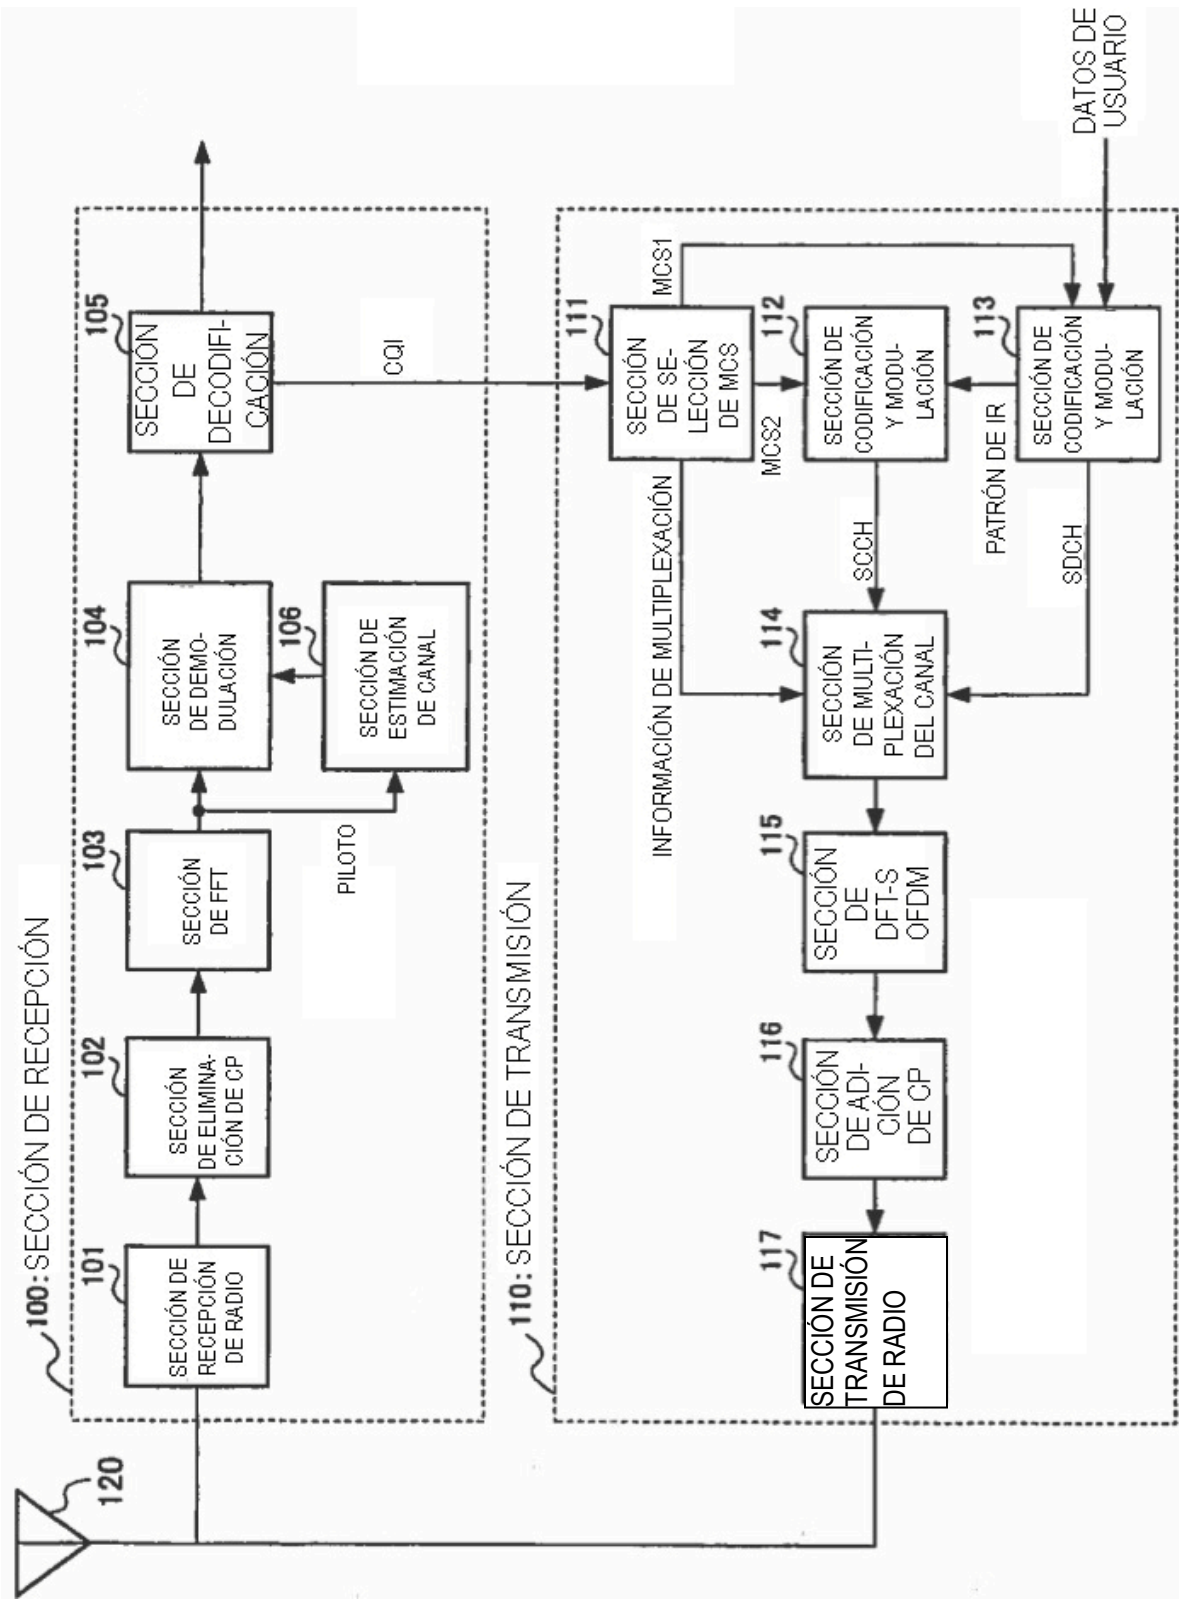 120
100: SECCIÓN DE RECEPCIÓN
101
SECCIÓN DE
RECEPCIÓN
DE RADIO
102
SECCIÓN
DE ELIMINA-
CIÓN DE CP
103
SECCIÓN
DE FFT
PILOTO
104
SECCIÓN
DE DEMO-
DULACIÓN
106
SECCIÓN DE
ESTIMACIÓN
DE CANAL
105
SECCIÓN
DE
DECODIFI-
CACIÓN
CQI
110: SECCIÓN DE TRANSMISIÓN
111
SECCIÓN
DE SE-
LECCIÓN
DE MCS
MCS1
MCS2
INFORMACIÓN DE MULTIPLEXACIÓN
112
SECCIÓN DE
CODIFICACIÓN
Y MODU-
LACIÓN
SCCH
PATRÓN DE IR
113
SECCIÓN DE
CODIFICACIÓN
Y MODU-
LACIÓN
SDCH
DATOS DE
USUARIO
114
SECCIÓN
DE MULTI-
PLEXACIÓN
DEL CANAL
115
SECCIÓN
DE
DFT-S
OFDM
116
SECCIÓN
DE ADI-
CIÓN
DE CP
117
SECCIÓN DE
TRANSMISIÓN
DE RADIO